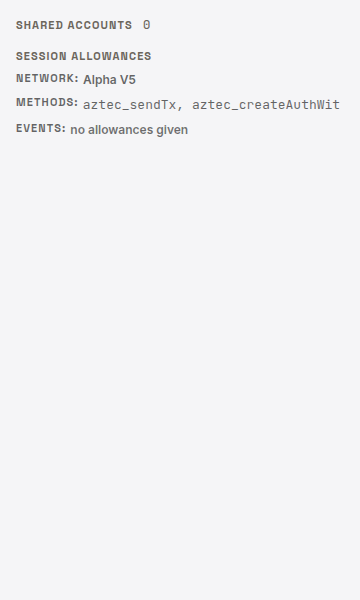 SHARED ACCOUNTS 0
SESSION ALLOWANCES
NETWORK: Alpha V5
METHODS: aztec_sendTx, aztec_createAuthWit
EVENTS: no allowances given